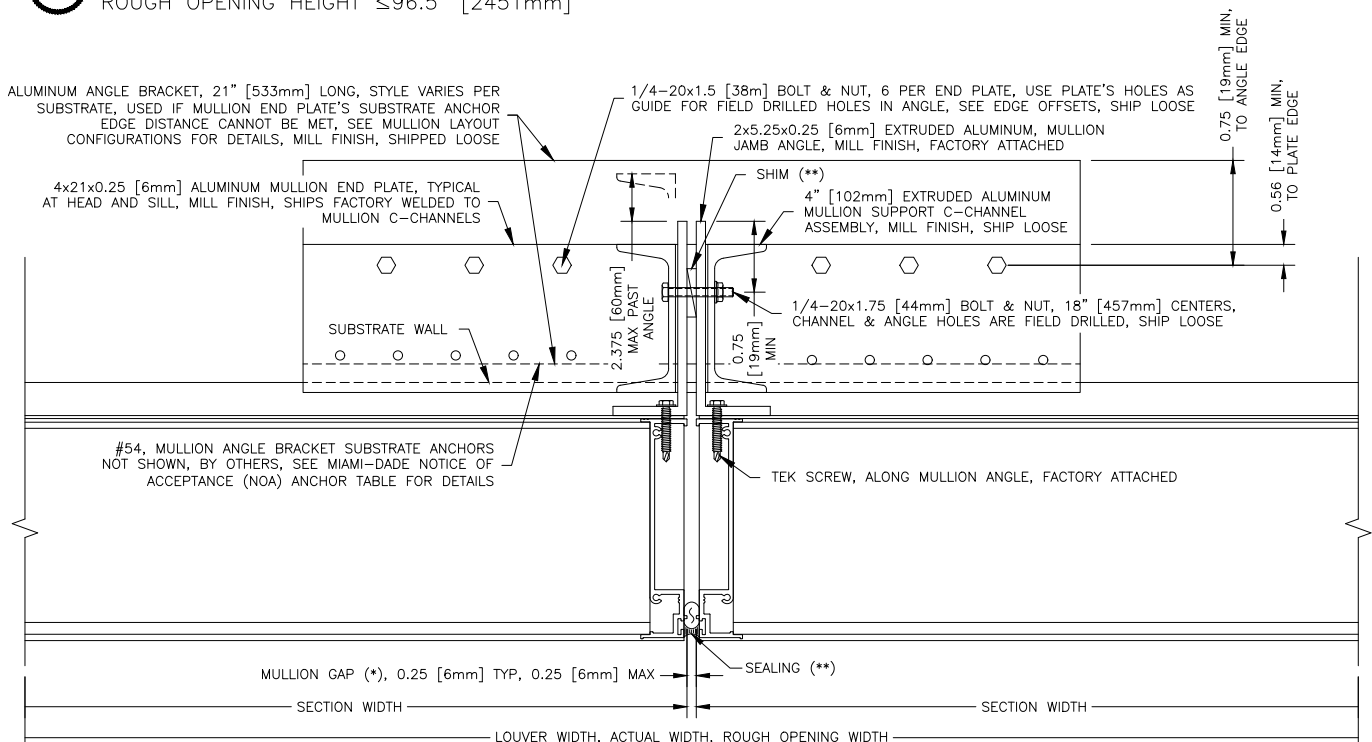 ROUGH OPENING HEIGHT ≤96.5" [2451mm]
ALUMINUM ANGLE BRACKET, 21" [533mm] LONG, STYLE VARIES PER
SUBSTRATE, USED IF MULLION END PLATE'S SUBSTRATE ANCHOR
EDGE DISTANCE CANNOT BE MET, SEE MULLION LAYOUT
CONFIGURATIONS FOR DETAILS, MILL FINISH, SHIPPED LOOSE
1/4-20x1.5 [38m] BOLT & NUT, 6 PER END PLATE, USE PLATE'S HOLES AS
GUIDE FOR FIELD DRILLED HOLES IN ANGLE, SEE EDGE OFFSETS, SHIP LOOSE
2x5.25x0.25 [6mm] EXTRUDED ALUMINUM, MULLION
JAMB ANGLE, MILL FINISH, FACTORY ATTACHED
0.75 [19mm] MIN,
TO ANGLE EDGE
0.56 [14mm] MIN,
TO PLATE EDGE
4x21x0.25 [6mm] ALUMINUM MULLION END PLATE, TYPICAL
AT HEAD AND SILL, MILL FINISH, SHIPS FACTORY WELDED TO
MULLION C-CHANNELS
SHIM (**)
4" [102mm] EXTRUDED ALUMINUM
MULLION SUPPORT C-CHANNEL
ASSEMBLY, MILL FINISH, SHIP LOOSE
2.375 [60mm]
MAX PAST
ANGLE
0.75
[19mm]
MIN
1/4-20x1.75 [44mm] BOLT & NUT, 18" [457mm] CENTERS,
CHANNEL & ANGLE HOLES ARE FIELD DRILLED, SHIP LOOSE
SUBSTRATE WALL
#54, MULLION ANGLE BRACKET SUBSTRATE ANCHORS
NOT SHOWN, BY OTHERS, SEE MIAMI-DADE NOTICE OF
ACCEPTANCE (NOA) ANCHOR TABLE FOR DETAILS
TEK SCREW, ALONG MULLION ANGLE, FACTORY ATTACHED
MULLION GAP (*), 0.25 [6mm] TYP, 0.25 [6mm] MAX
SEALING (**)
SECTION WIDTH
SECTION WIDTH
LOUVER WIDTH, ACTUAL WIDTH, ROUGH OPENING WIDTH